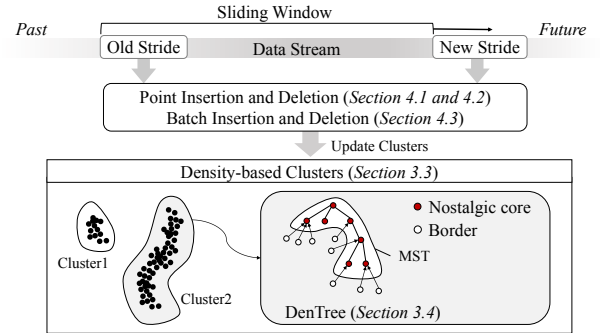 Sliding Window
Past
Future
Old Stride
Data Stream
New Stride
Point Insertion and Deletion (Section 4.1 and 4.2)
Batch Insertion and Deletion (Section 4.3)
Update Clusters
Density-based Clusters (Section 3.3)
Nostalgic core
Border
MST
Cluster1
Cluster2
DenTree (Section 3.4)